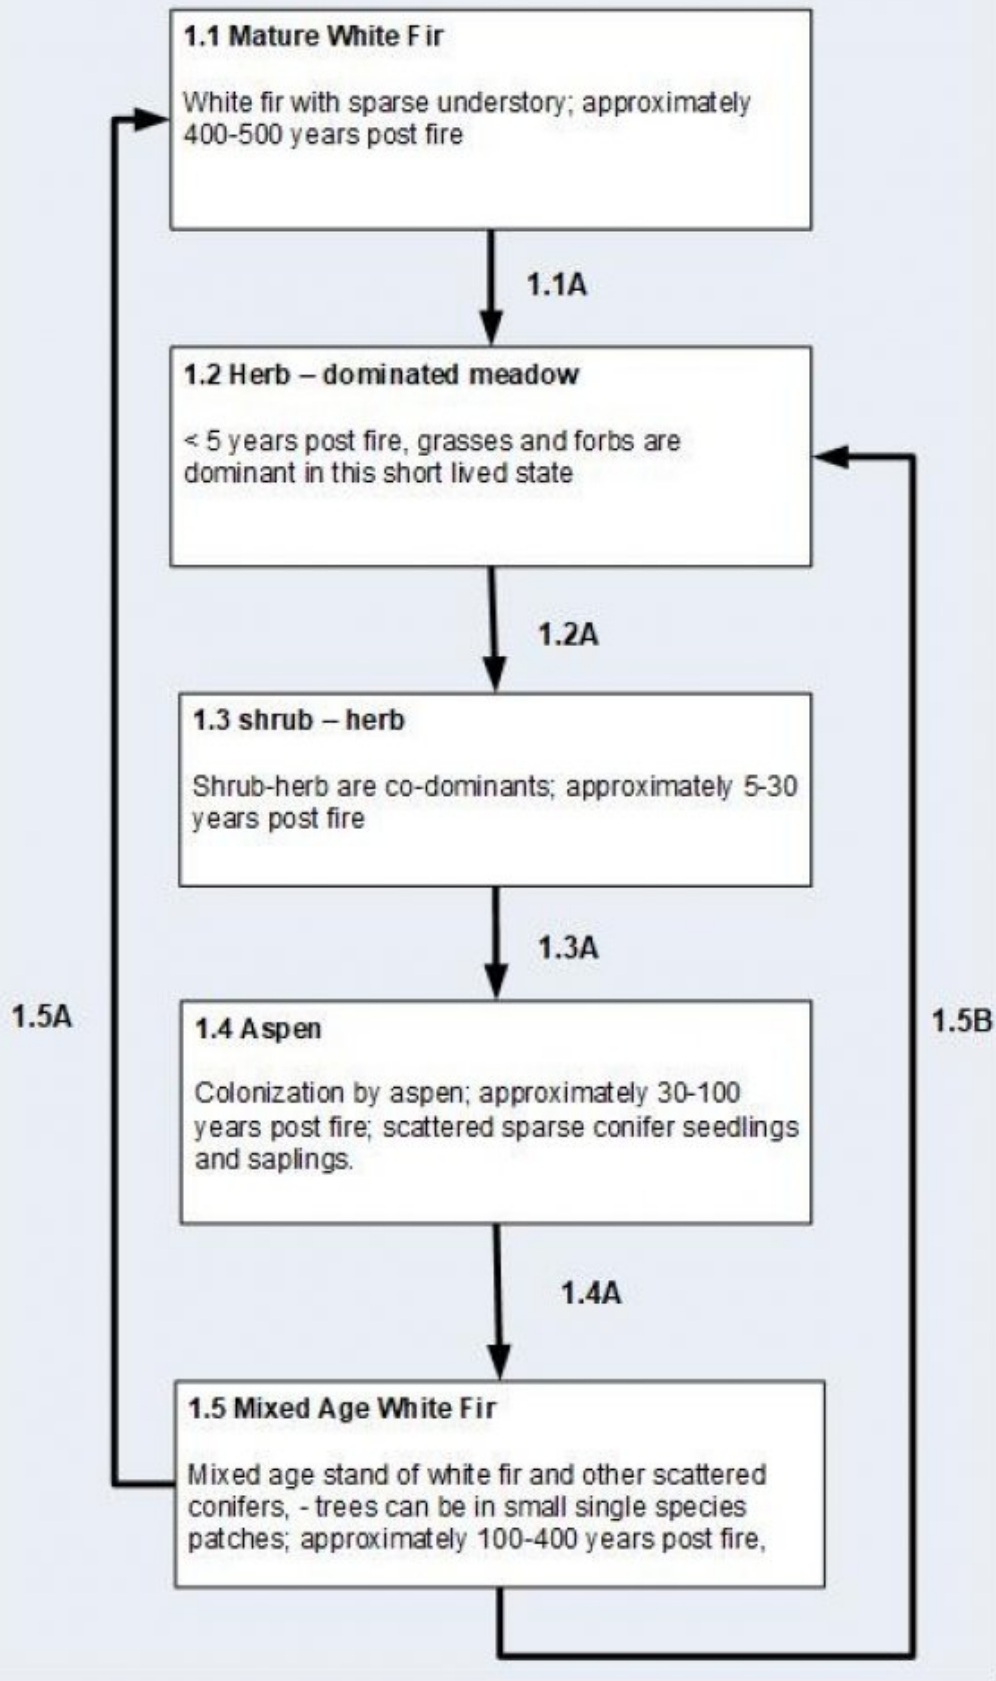 1.1 Mature White Fir
White fir with sparse understory; approximately
400-500 years post fire
1.1A
1.2 Herb – dominated meadow
< 5 years post fire, grasses and forbs are
dominant in this short lived state
1.2A
1.3 shrub – herb
Shrub-herb are co-dominants; approximately 5-30
years post fire
1.3A
1.5A
1.5B
1.4 Aspen
Colonization by aspen; approximately 30-100
years post fire; scattered sparse conifer seedlings
and saplings.
1.4A
1.5 Mixed Age White Fir
Mixed age stand of white fir and other scattered
conifers, - trees can be in small single species
patches; approximately 100-400 years post fire,